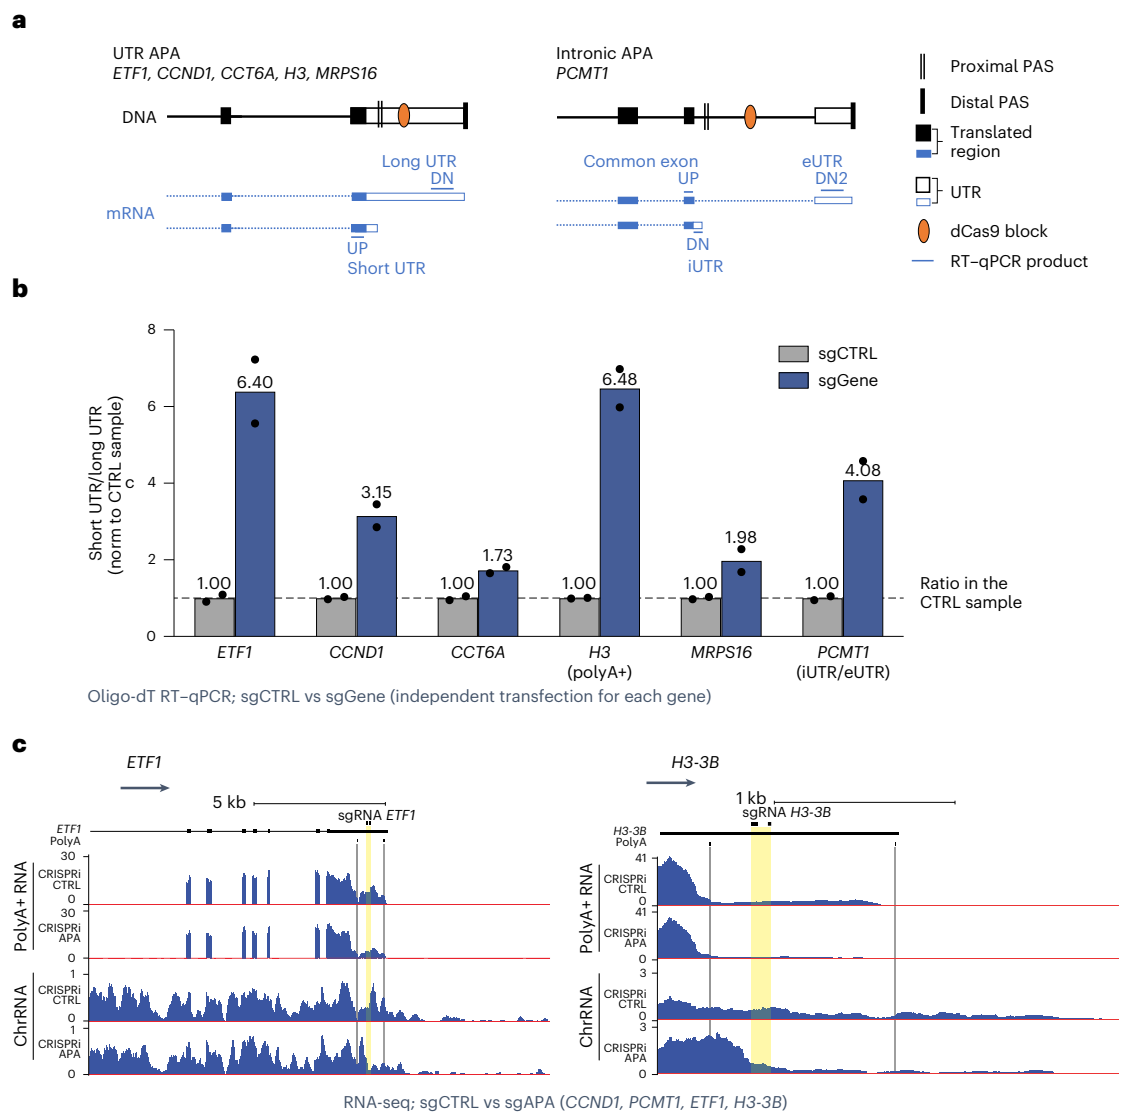 a
UTR APA
ETF1, CCND1, CCT6A, H3, MRPS16
DNA
Long UTR
DN
mRNA
UP
Short UTR
Intronic APA
PCMT1
Common exon
UP
eUTR
DN2
DN
iUTR
Proximal PAS
Distal PAS
Translated
region
UTR
dCas9 block
RT–qPCR product
b
Short UTR/long UTR
(norm to CTRL sample)
c
8
6
4
2
0
sgCTRL
sgGene
1.00
6.40
1.00
3.15
1.00
1.73
1.00
6.48
1.00
1.98
1.00
4.08
Ratio in the
CTRL sample
ETF1
CCND1
CCT6A
H3
(polyA+)
MRPS16
PCMT1
(iUTR/eUTR)
Oligo-dT RT–qPCR; sgCTRL vs sgGene (independent transfection for each gene)
c
ETF1
5 kb
sgRNA ETF1
ETF1
PolyA
PolyA+ RNA
30
CRISPRi
CTRL
0
30
CRISPRi
APA
0
ChrRNA
1
CRISPRi
CTRL
0
1
CRISPRi
APA
0
H3-3B
1 kb
sgRNA H3-3B
H3-3B
PolyA
PolyA+ RNA
41
CRISPRi
CTRL
0
41
CRISPRi
APA
0
ChrRNA
3
CRISPRi
CTRL
0
3
CRISPRi
APA
0
RNA-seq; sgCTRL vs sgAPA (CCND1, PCMT1, ETF1, H3-3B)